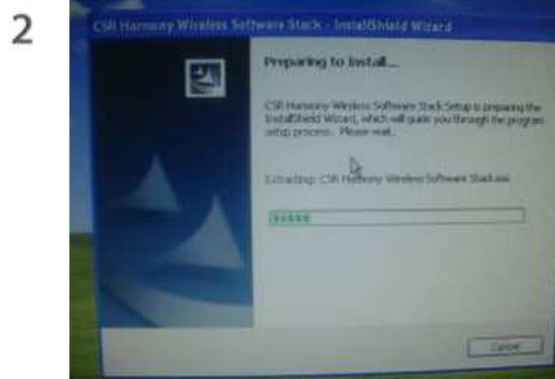 2
CSR Harmony Wireless Software Stack - InstallShield Wizard
Preparing to Install...
CSR Harmony Wireless Software Stack Setup is preparing the
InstallShield Wizard, which will guide you through the program
setup process. Please wait.
Extracting: CSR Harmony Wireless Software Stack.msi
Cancel